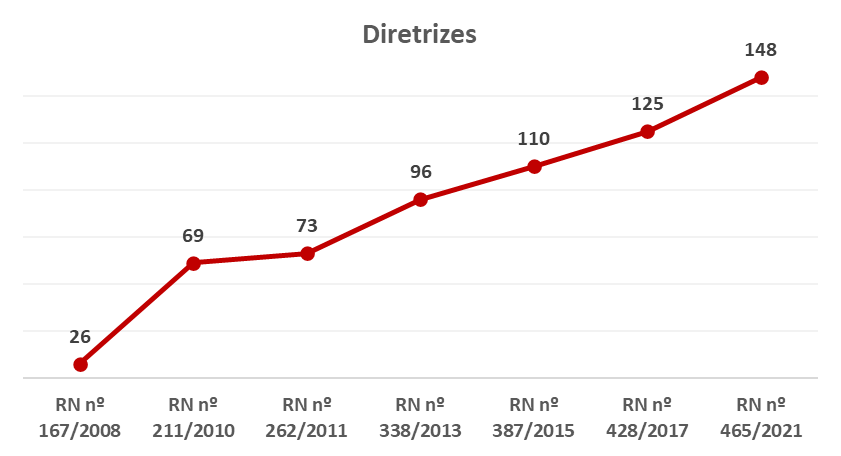 Diretrizes
148
125
110
96
73
69
26
RN nº
167/2008
RN nº
211/2010
RN nº
262/2011
RN nº
338/2013
RN nº
387/2015
RN nº
428/2017
RN nº
465/2021